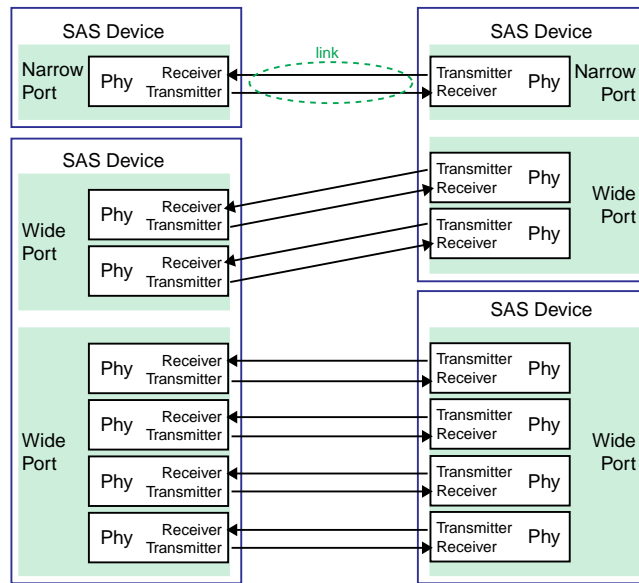 SAS Device
Narrow
Port
Phy
Receiver
Transmitter
link
SAS Device
Transmitter
Receiver
Phy
Narrow
Port
SAS Device
Wide
Port
Phy
Receiver
Transmitter
Phy
Receiver
Transmitter
Transmitter
Receiver
Phy
Transmitter
Receiver
Phy
Wide
Port
Wide
Port
Phy
Receiver
Transmitter
Phy
Receiver
Transmitter
Phy
Receiver
Transmitter
Phy
Receiver
Transmitter
SAS Device
Transmitter
Receiver
Phy
Transmitter
Receiver
Phy
Transmitter
Receiver
Phy
Transmitter
Receiver
Phy
Wide
Port